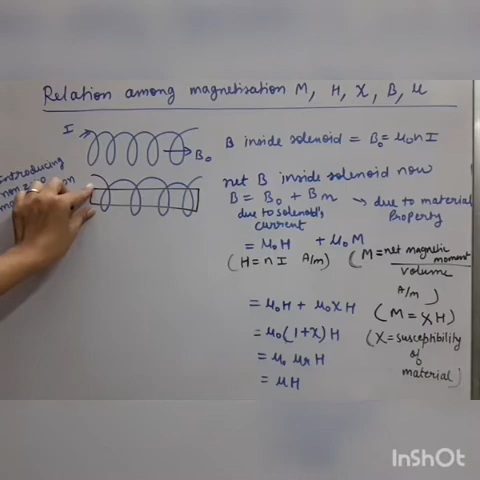 Relation among magnetisation M, H, χ, B, μ
I
B₀
B inside solenoid = B₀ = μ₀nI
introducing
net B inside solenoid now
B = B₀ + Bm → due to material Property
due to solenoid's current
= μ₀H + μ₀M
(H = nI A/m) (M = net magnetic moment / volume A/m)
= μ₀H + μ₀χH (M = χH)
= μ₀(1+χ)H (χ = susceptibility of material)
= μ₀ μr H
= μH
InShOt